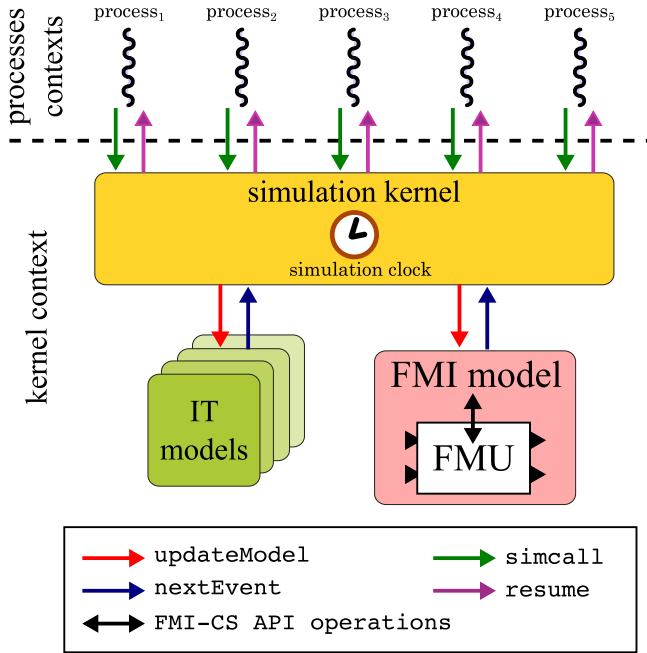 process₁ process₂ process₃ process₄ process₅
processes
contexts
simulation kernel
simulation clock
kernel context
IT
models
FMI model
FMU
updateModel
simcall
nextEvent
resume
FMI-CS API operations